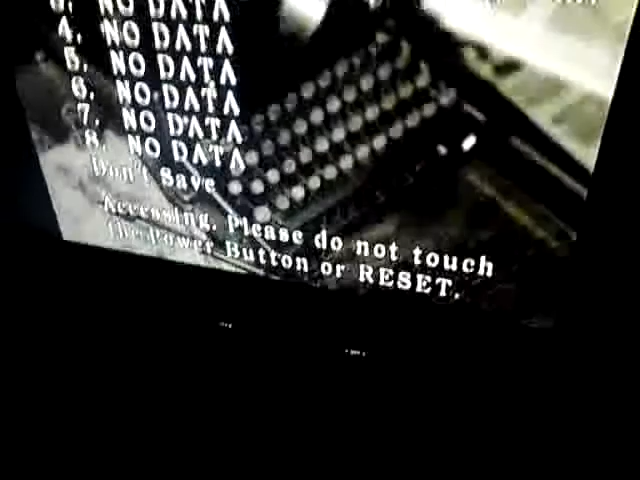 3. NO DATA
4. NO DATA
5. NO DATA
6. NO DATA
7. NO DATA
8. NO DATA
Don't Save
Accessing. Please do not touch
the Power Button or RESET.